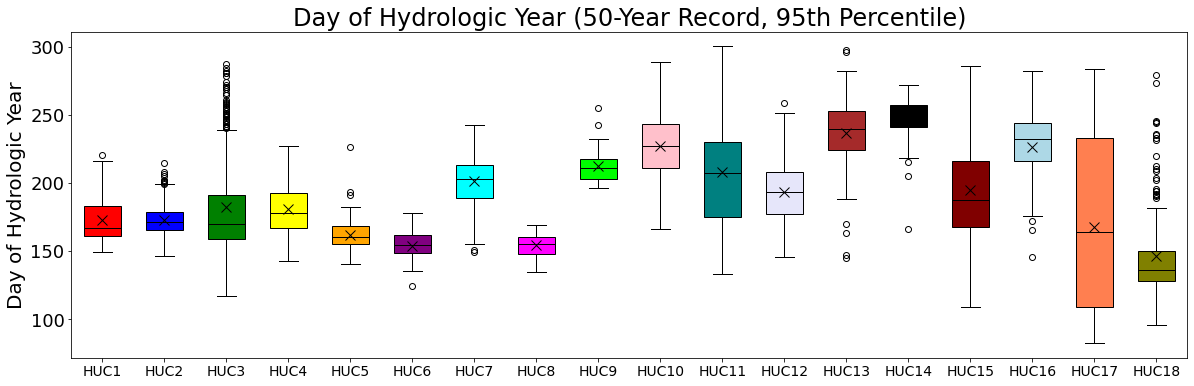 Day of Hydrologic Year (50-Year Record, 95th Percentile)
Day of Hydrologic Year
300
250
200
150
100
HUC1 HUC2 HUC3 HUC4 HUC5 HUC6 HUC7 HUC8 HUC9 HUC10 HUC11 HUC12 HUC13 HUC14 HUC15 HUC16 HUC17 HUC18